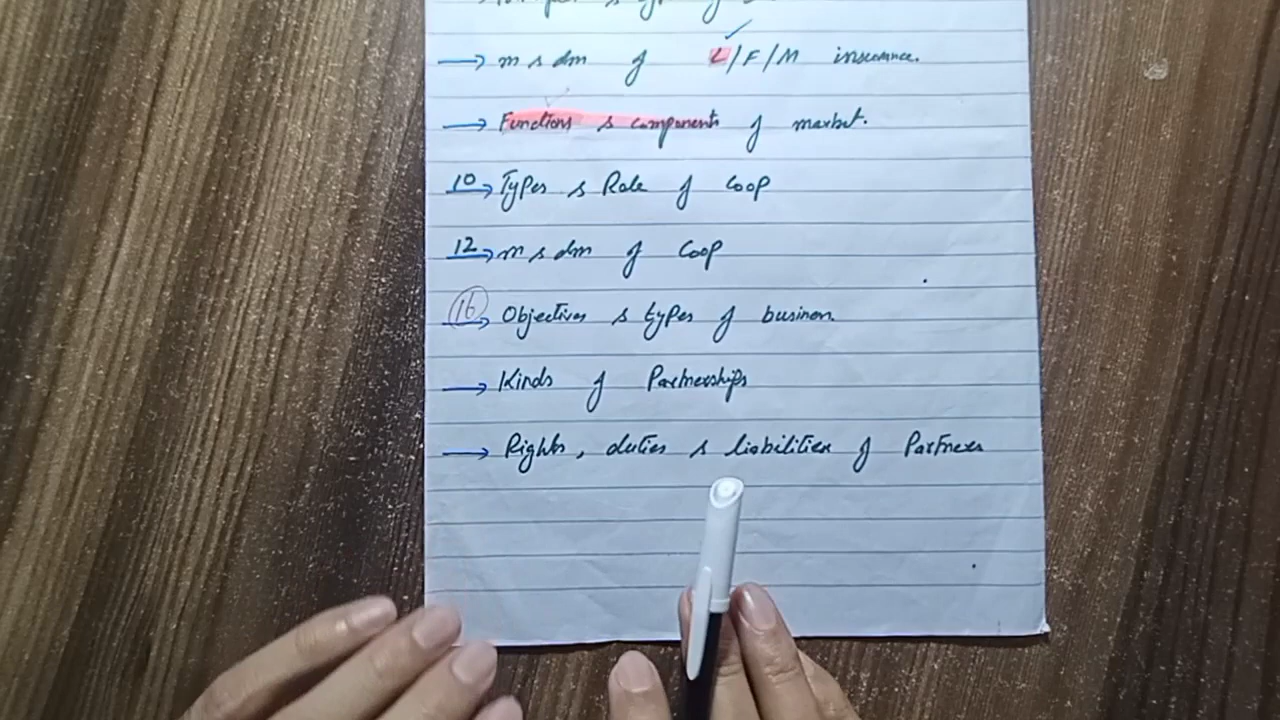 → m & dm of L/F/M insurance.
→ Functions & components of market.
10→ Types & Role of Coop
12→ m & dm of Coop
16→ Objectives & types of business.
→ Kinds of Partnerships
→ Rights, duties & liabilities of Partners